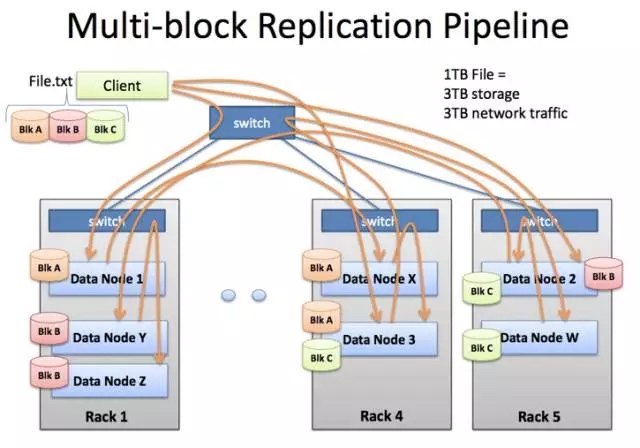 Multi-block Replication Pipeline
File.txt
Client
1TB File =
3TB storage
3TB network traffic
Blk A
Blk B
Blk C
switch
switch
switch
switch
Blk A
Data Node 1
Blk A
Data Node X
Data Node 2
Blk B
Blk C
Blk B
Data Node Y
Blk A
Data Node 3
Blk C
Blk C
Data Node W
Blk B
Data Node Z
Rack 1
Rack 4
Rack 5